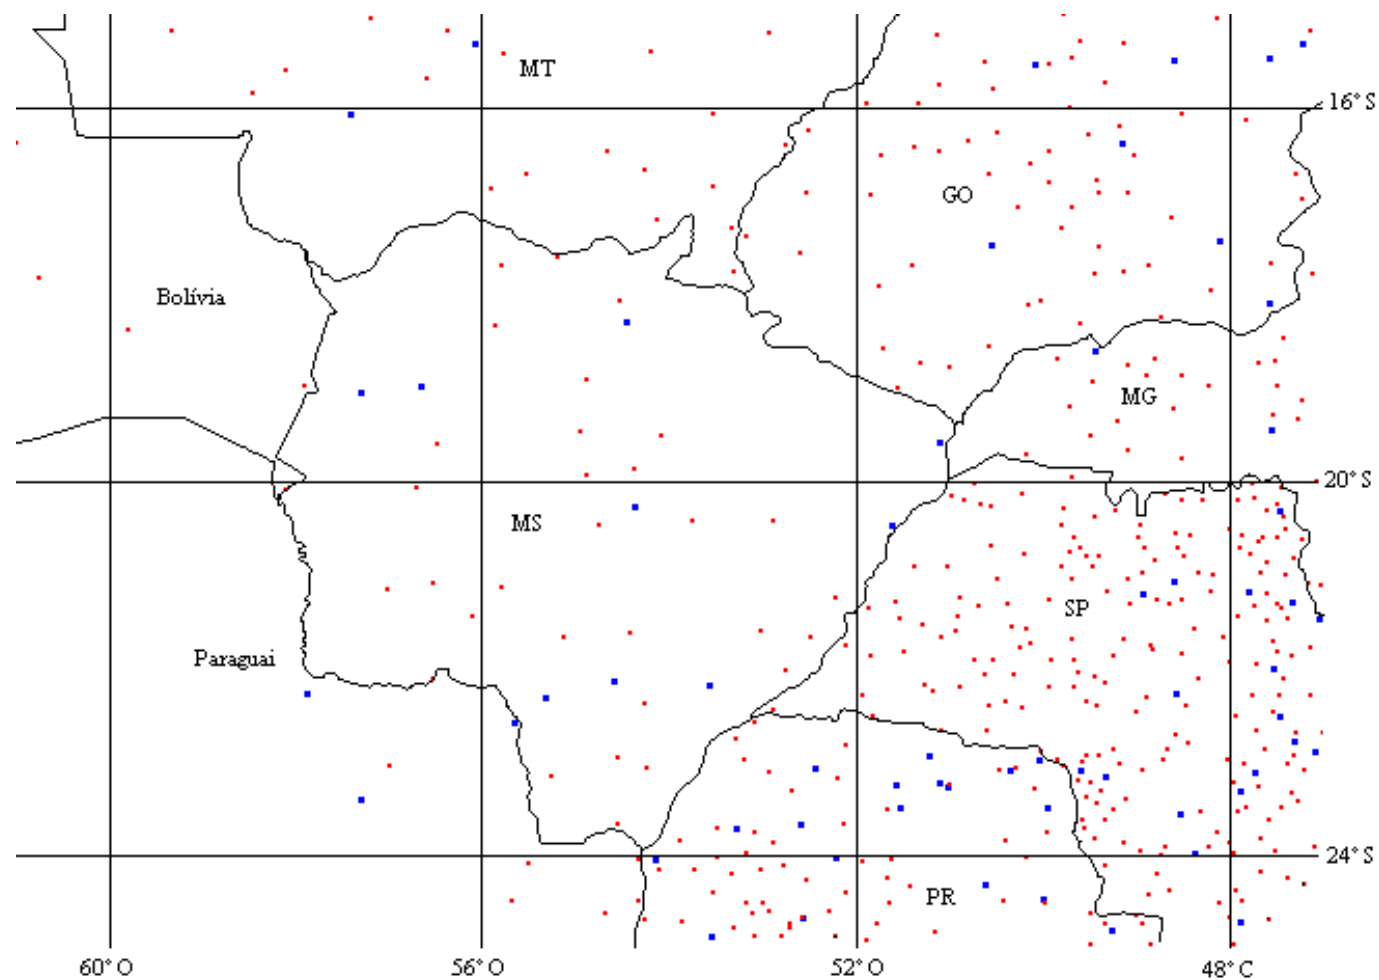 MT
16° S
GO
Bolívia
MG
20° S
MS
SP
Paraguai
24° S
PR
60° O
56° O
52° O
48° C